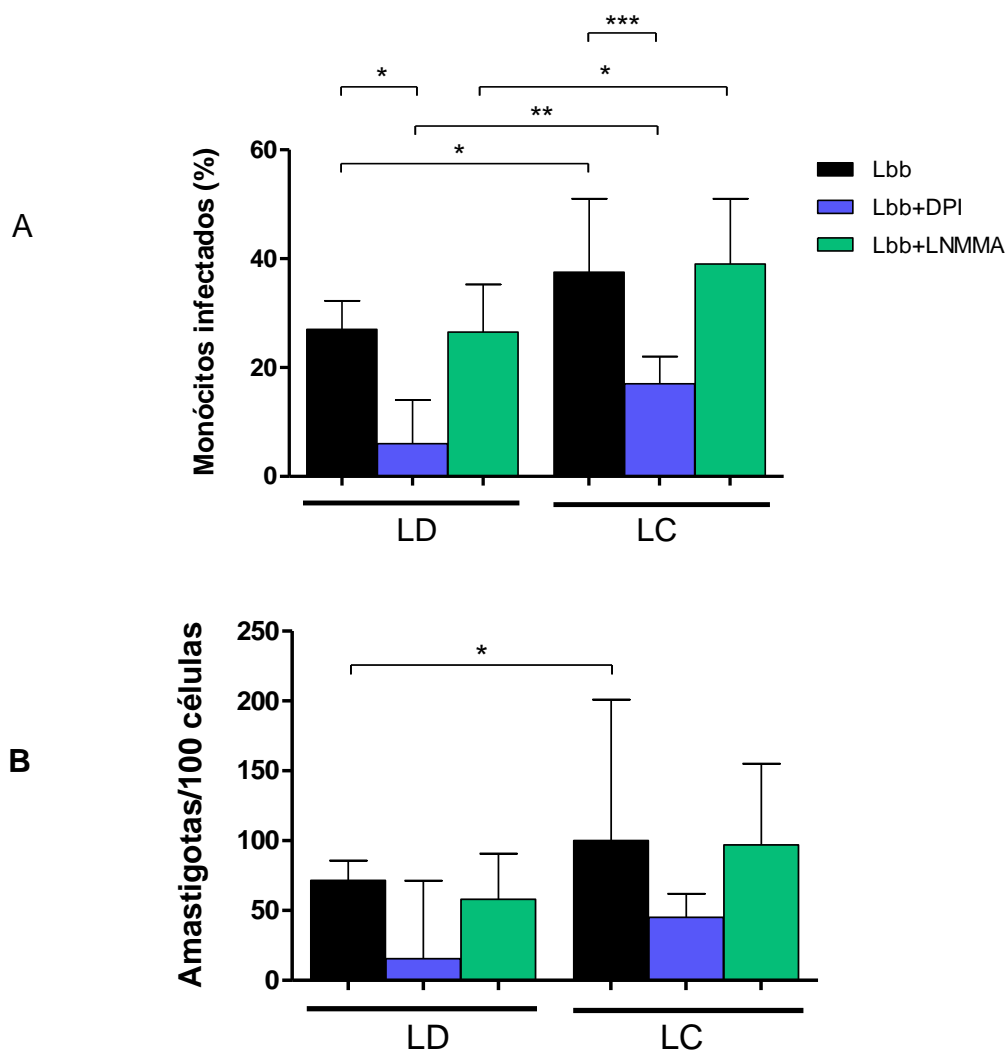 ***
*
*
**
*
A
Monócitos infectados (%)
60
40
20
0
Lbb
Lbb+DPI
Lbb+LNMMA
LD
LC
B
Amastigotas/100 células
250
200
150
100
50
0
*
LD
LC